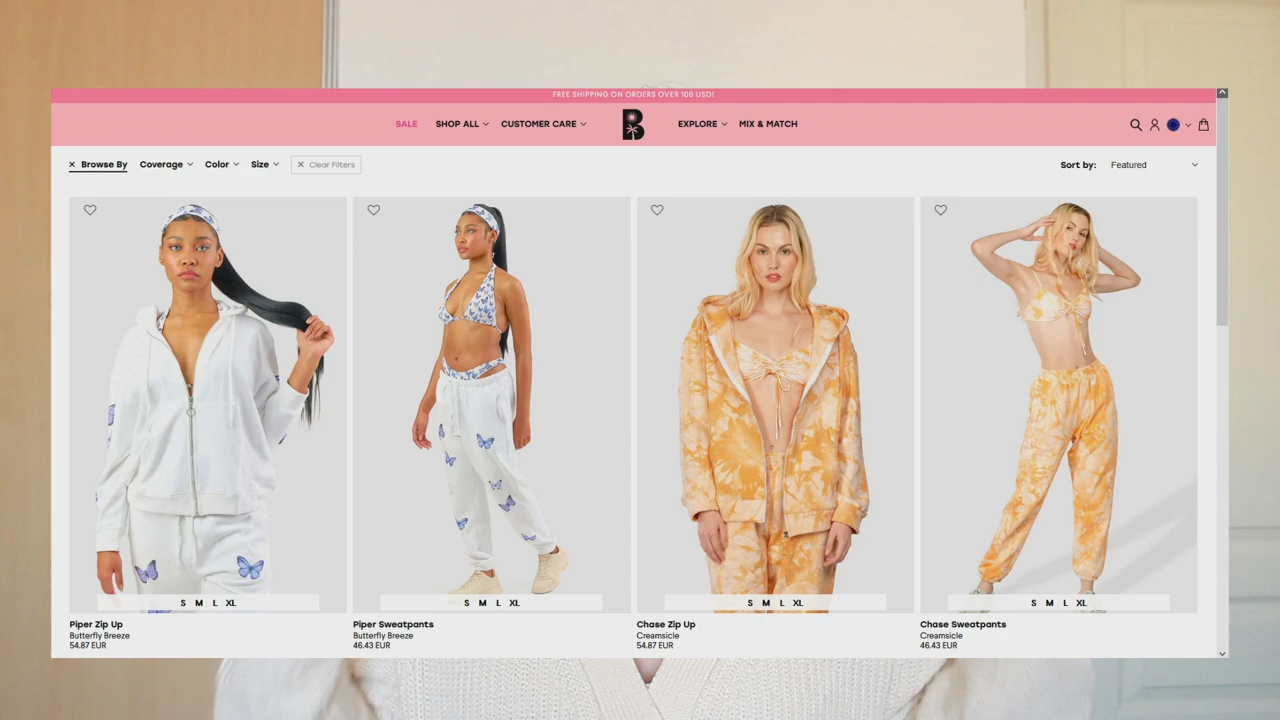 FREE SHIPPING ON ORDERS OVER 100 USD!
SALE SHOP ALL CUSTOMER CARE B EXPLORE MIX & MATCH
× Browse By Coverage Color Size × Clear Filters Sort by: Featured
S M L XL S M L XL S M L XL S M L XL
Piper Zip Up
Butterfly Breeze
54.87 EUR
Piper Sweatpants
Butterfly Breeze
46.43 EUR
Chase Zip Up
Creamsicle
54.87 EUR
Chase Sweatpants
Creamsicle
46.43 EUR